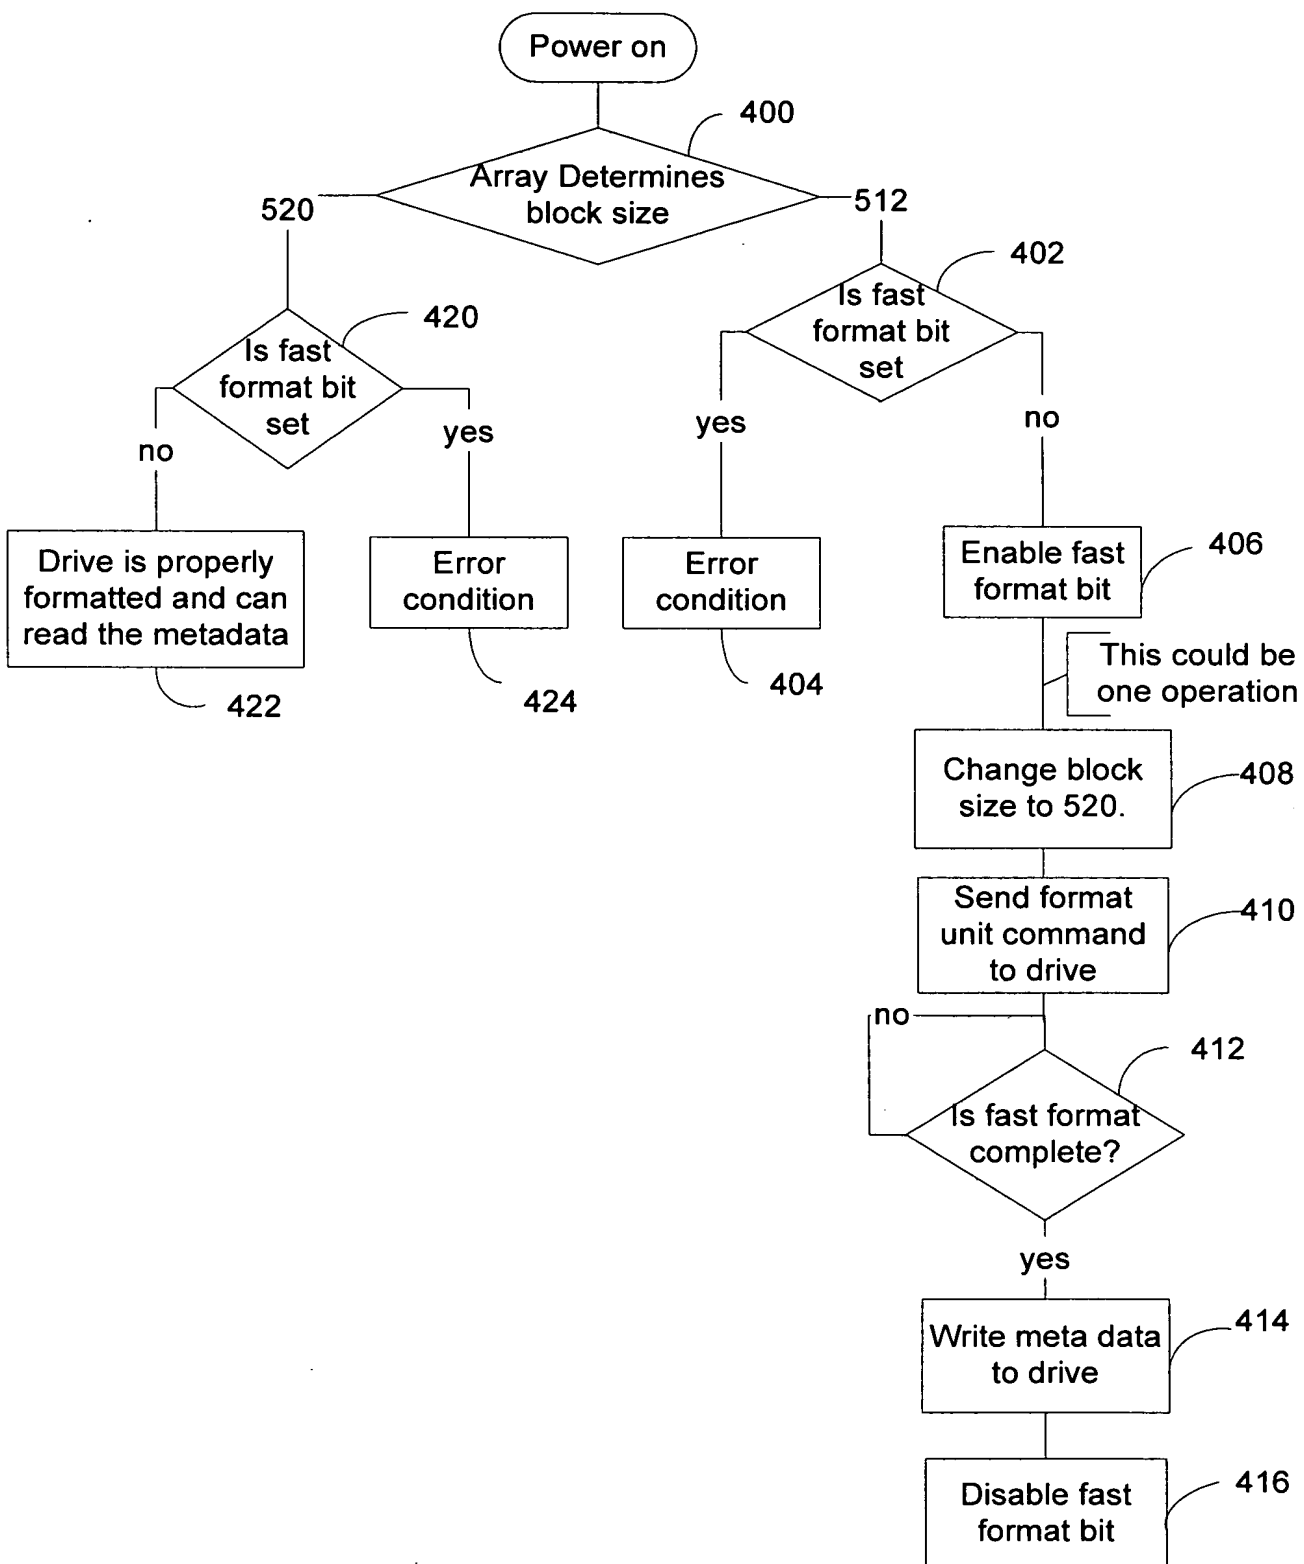 Power on
400
Array Determines
block size
520
512
402
Is fast
format bit
set
420
Is fast
format bit
set
no
yes
yes
no
Drive is properly
formatted and can
read the metadata
422
Error
condition
424
Error
condition
404
Enable fast
format bit
406
This could be
one operation
Change block
size to 520.
408
Send format
unit command
to drive
410
no
412
Is fast format
complete?
yes
Write meta data
to drive
414
Disable fast
format bit
416